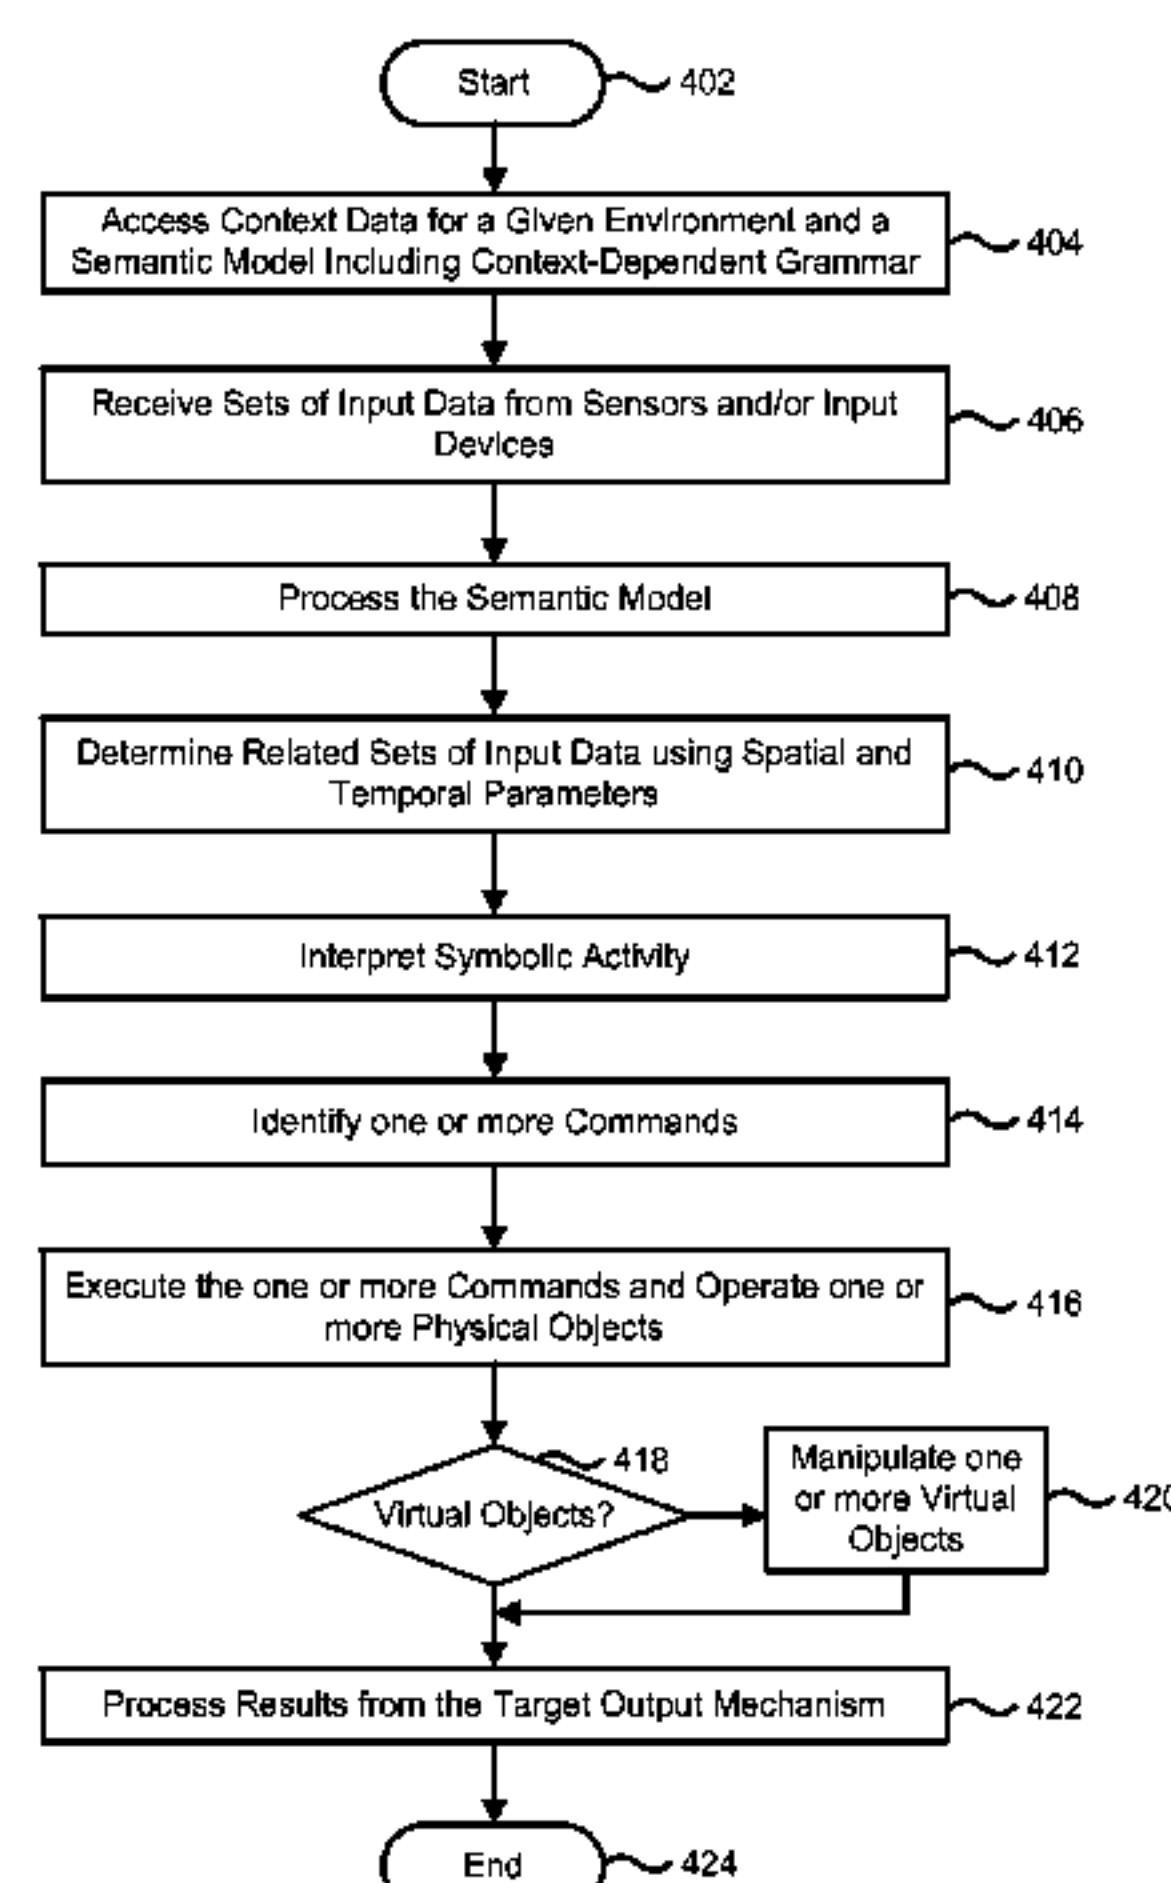 Start
402
Access Context Data for a Given Environment and a
Semantic Model Including Context-Dependent Grammar
404
Receive Sets of Input Data from Sensors and/or Input
Devices
406
Process the Semantic Model
408
Determine Related Sets of Input Data using Spatial and
Temporal Parameters
410
Interpret Symbolic Activity
412
Identify one or more Commands
414
Execute the one or more Commands and Operate one or
more Physical Objects
416
418
Virtual Objects?
Manipulate one
or more Virtual
Objects
420
Process Results from the Target Output Mechanism
422
End
424